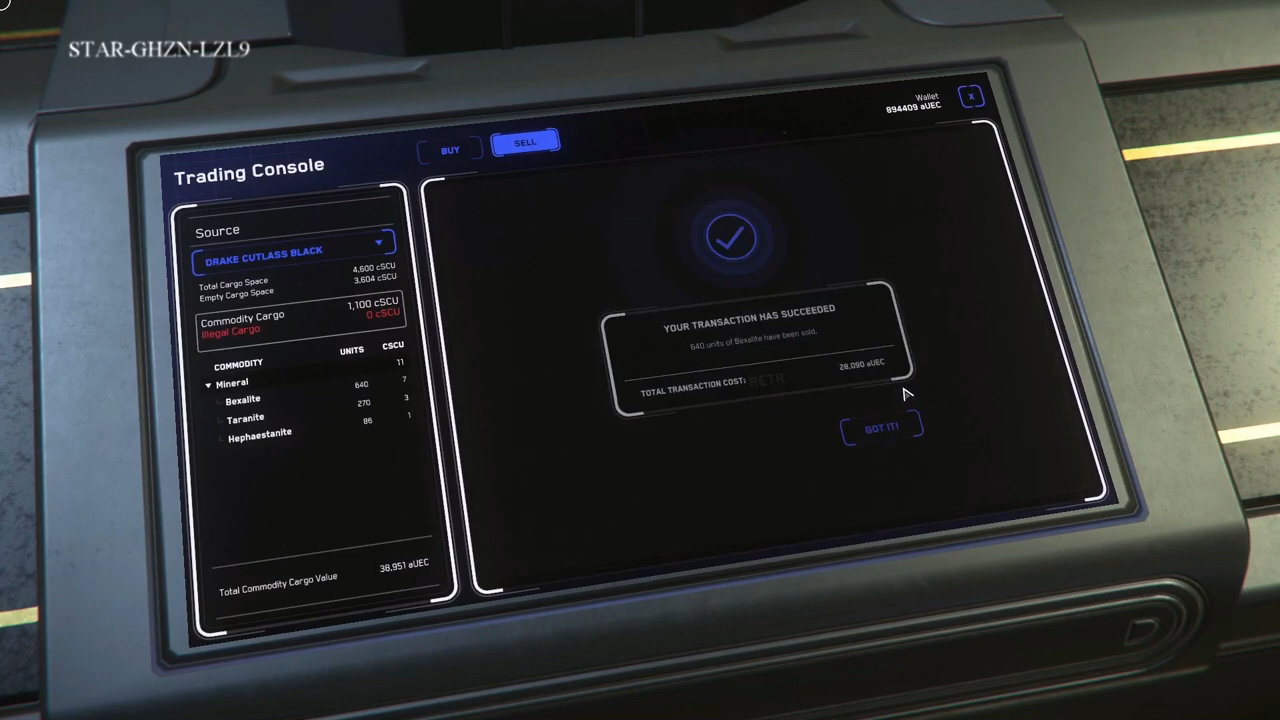 STAR-GHZN-LZL9
Wallet
894409 aUEC
X
Trading Console
BUY
SELL
Source
DRAKE CUTLASS BLACK
Total Cargo Space 4,600 cSCU
Empty Cargo Space 3,604 cSCU
Commodity Cargo 1,100 cSCU
Illegal Cargo 0 cSCU
COMMODITY UNITS CSCU
Mineral 11
Bexalite 640 7
Taranite 270 3
Hephaestanite 86 1
Total Commodity Cargo Value 38,951 aUEC
YOUR TRANSACTION HAS SUCCEEDED
640 units of Bexalite have been sold,
TOTAL TRANSACTION COST: RETR 28,090 aUEC
GOT IT!